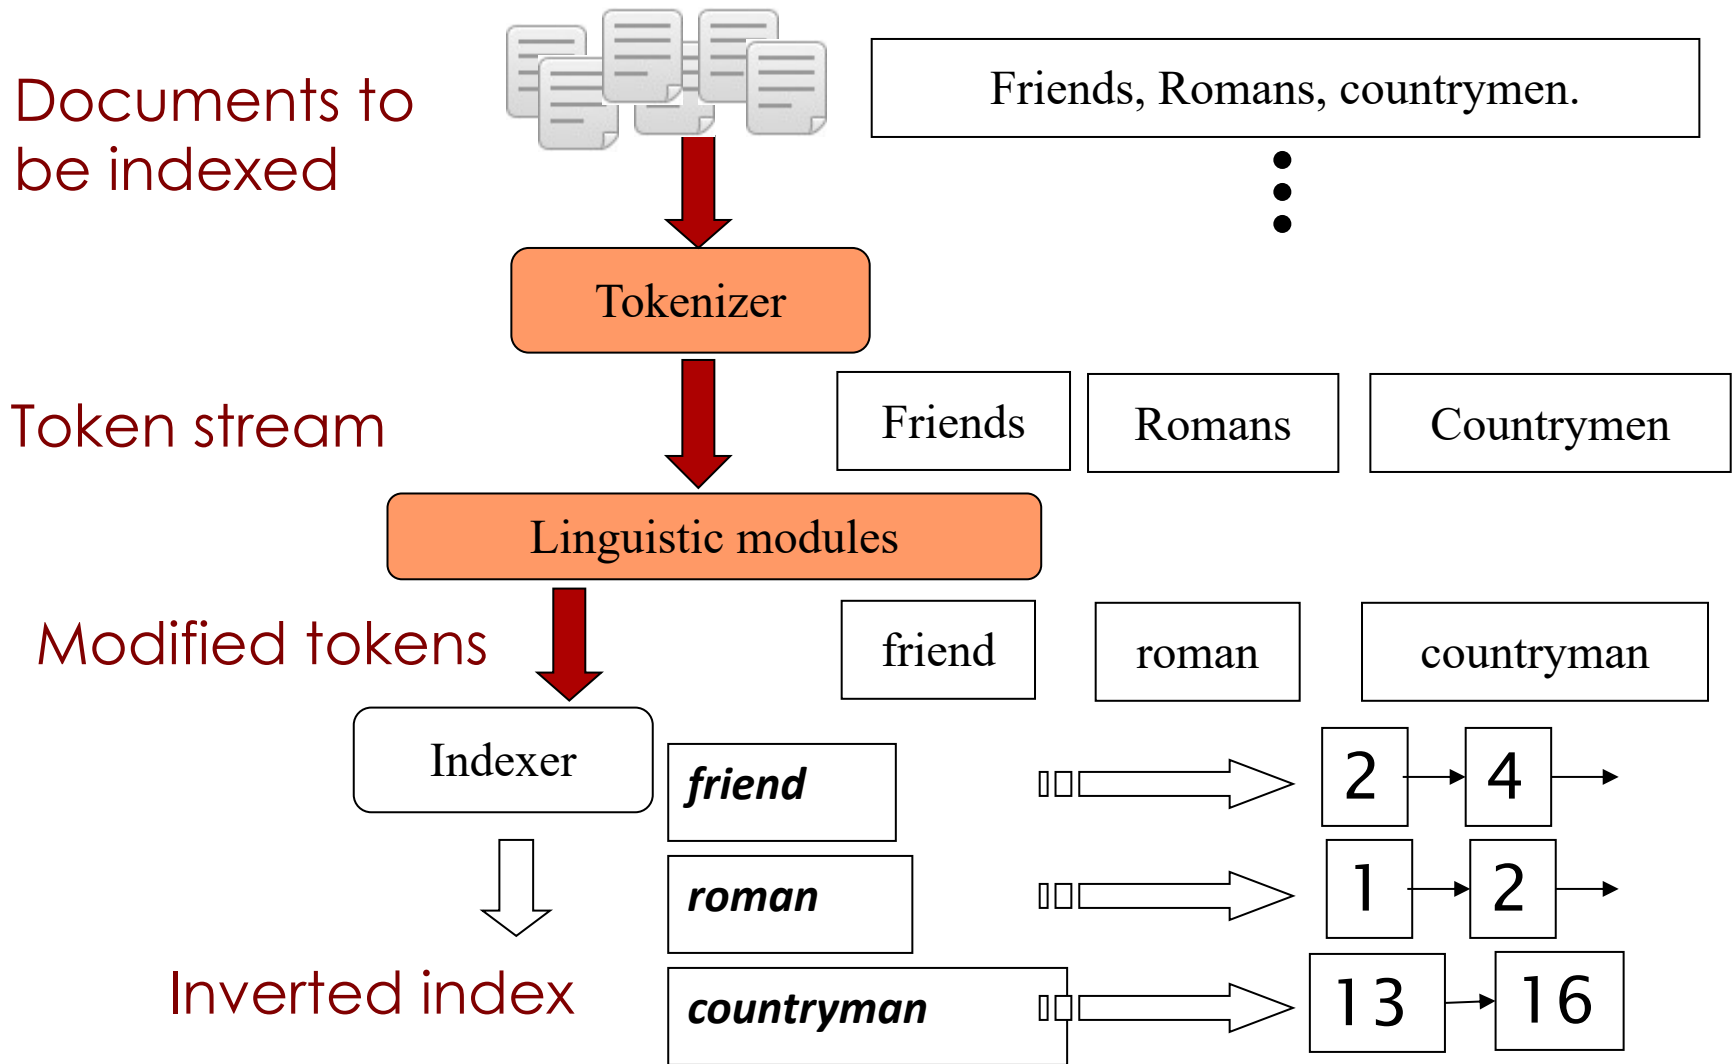 Documents to
be indexed
Friends, Romans, countrymen.
Tokenizer
Token stream
Friends
Romans
Countrymen
Linguistic modules
Modified tokens
friend
roman
countryman
Indexer
friend
2
4
roman
1
2
Inverted index
countryman
13
16